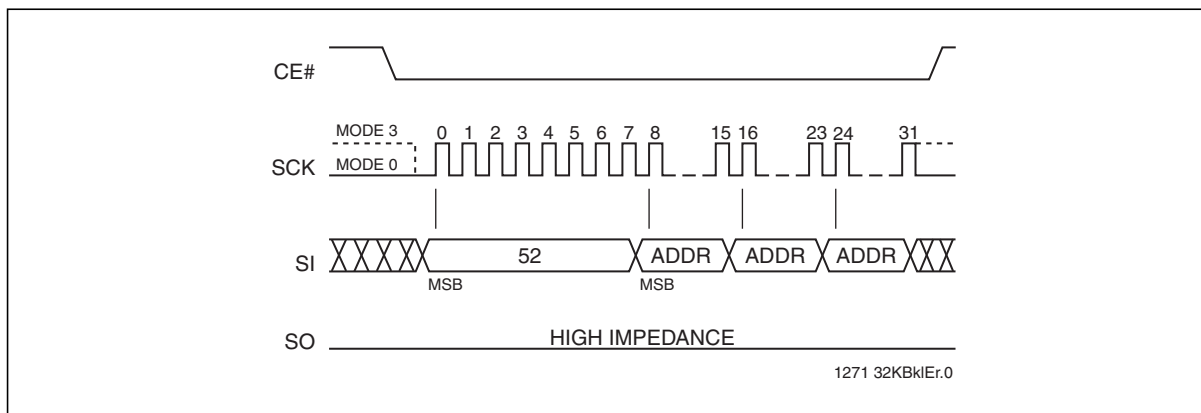 CE#
MODE 3 0 1 2 3 4 5 6 7 8 15 16 23 24 31
SCK MODE 0
SI 52 ADDR ADDR ADDR
MSB MSB
SO HIGH IMPEDANCE
1271 32KBklEr.0